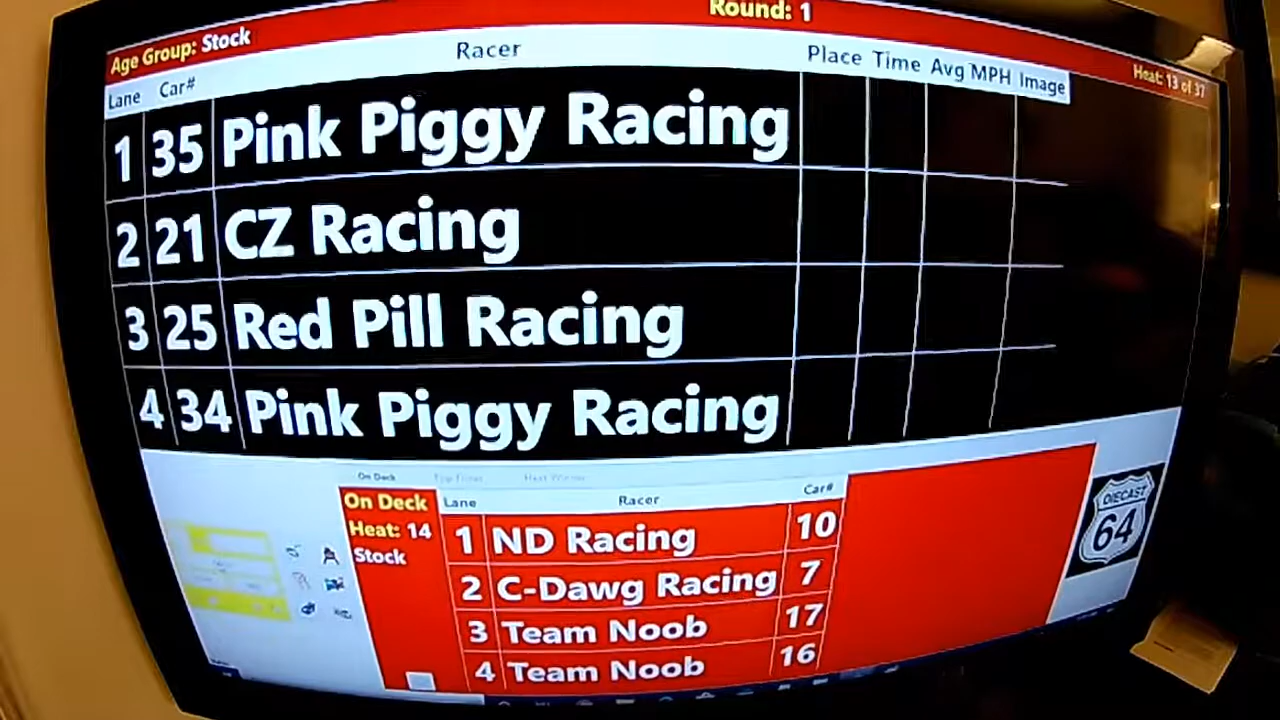 Round: 1
Age Group: Stock
Heat: 13 of 37
Lane Car# Racer Place Time Avg MPH Image
1 35 Pink Piggy Racing
2 21 CZ Racing
3 25 Red Pill Racing
4 34 Pink Piggy Racing
On Deck
On Deck Lane Racer Car#
Heat: 14
Stock
1 ND Racing 10
2 C-Dawg Racing 7
3 Team Noob 17
4 Team Noob 16
DIECAST
64